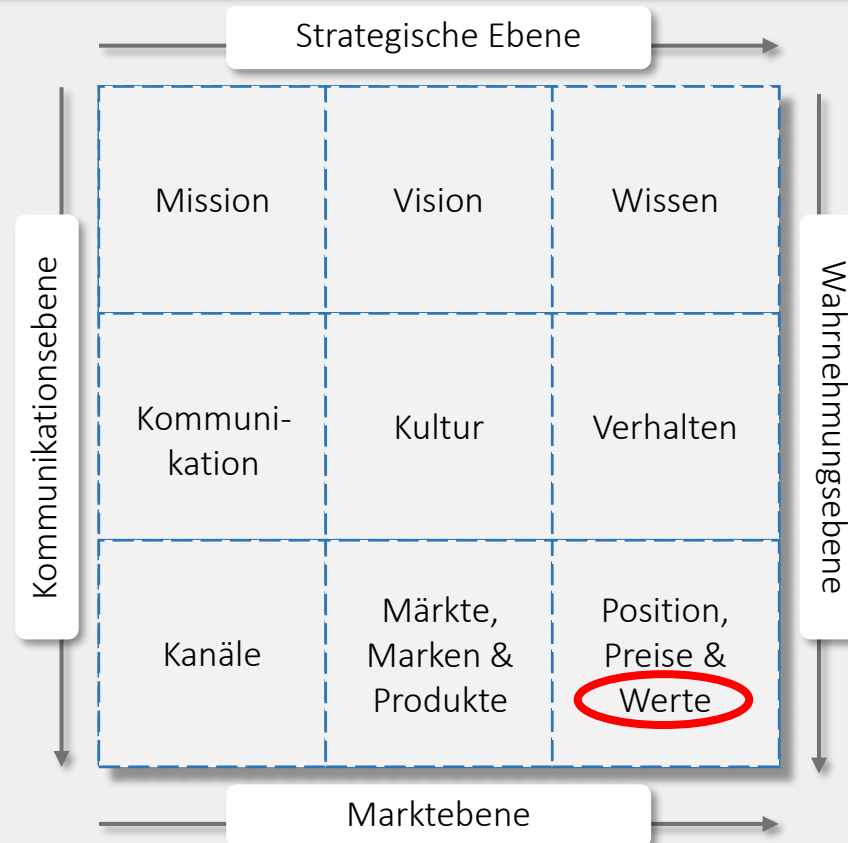 Strategische Ebene
Kommunikationsebene
Wahrnehmungsebene
Mission
Vision
Wissen
Kommuni-
kation
Kultur
Verhalten
Kanäle
Märkte,
Marken &
Produkte
Position,
Preise &
Werte
Marktebene